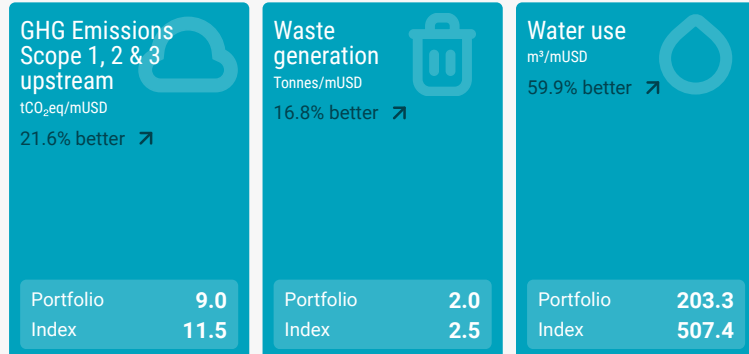 GHG Emissions
Scope 1, 2 & 3
upstream
tCO₂eq/mUSD
21.6% better
Portfolio 9.0
Index 11.5
Waste
generation
Tonnes/mUSD
16.8% better
Portfolio 2.0
Index 2.5
Water use
m³/mUSD
59.9% better
Portfolio 203.3
Index 507.4